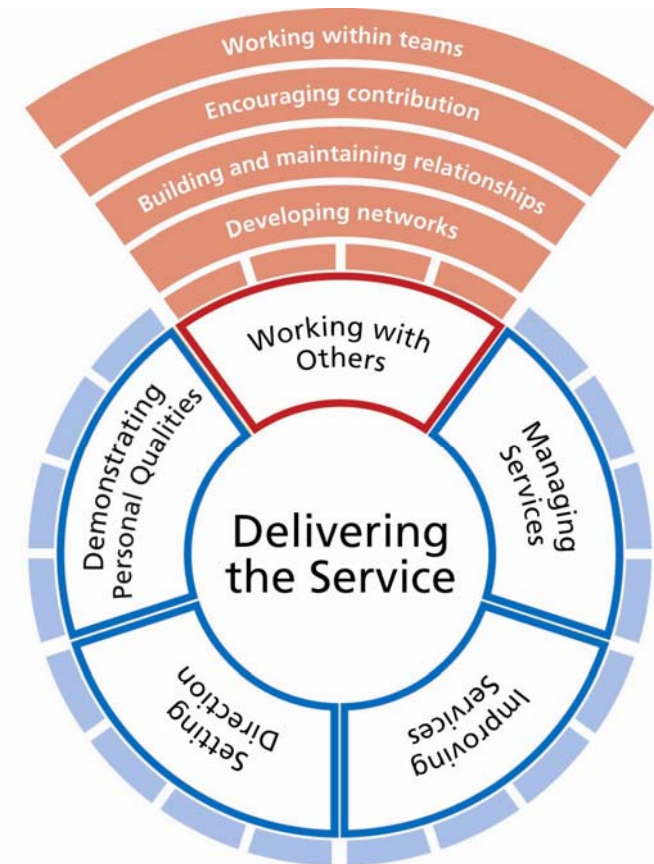 Working within teams
Encouraging contribution
Building and maintaining relationships
Developing networks
Working with
Others
Demonstrating
Personal Qualities
Managing
Services
Delivering
the Service
Setting
Direction
Improving
Services